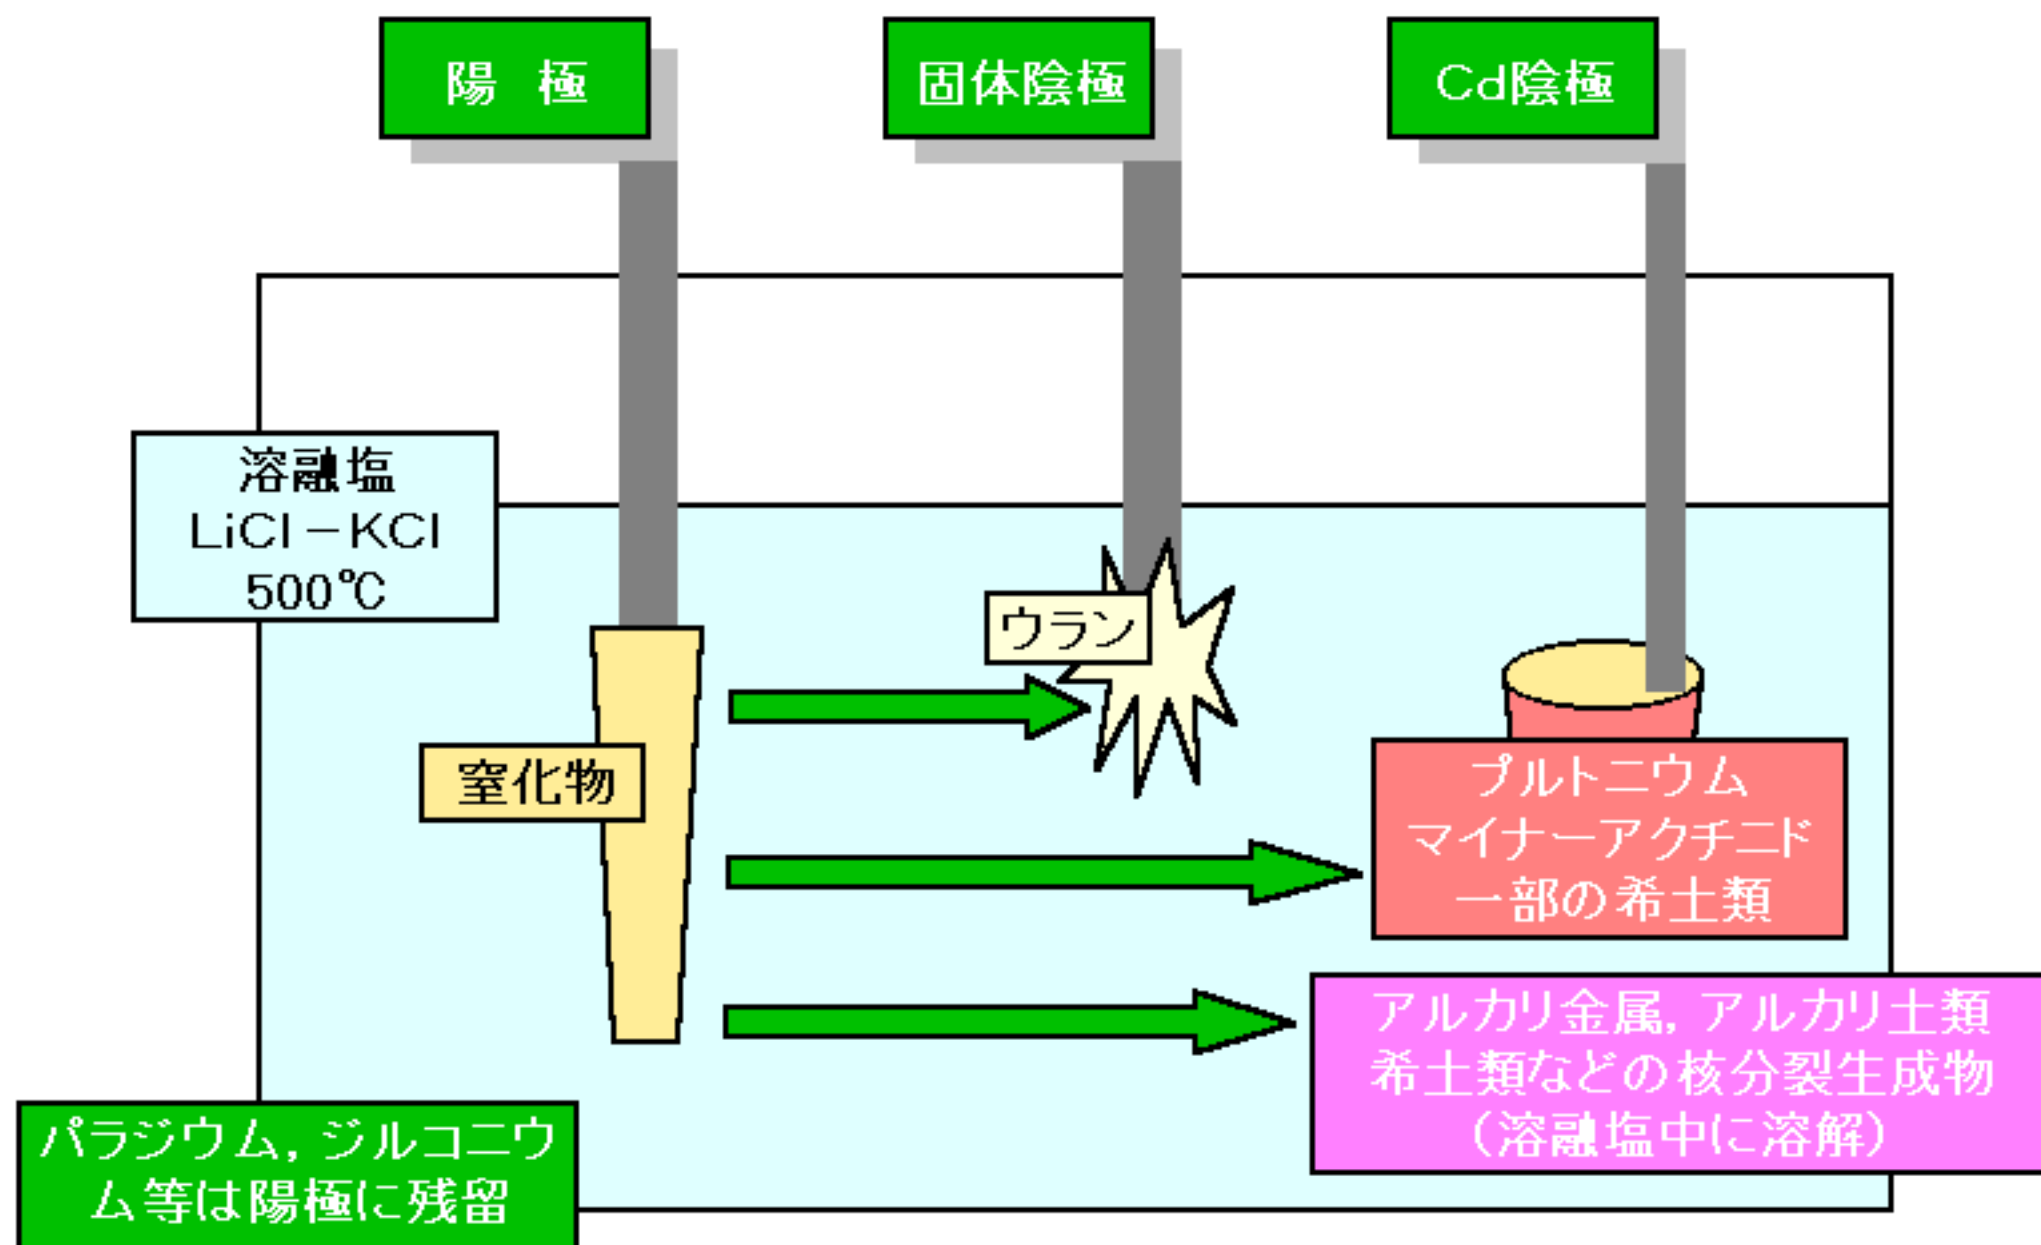 陽 極
固体陰極
Cd陰極
溶融塩
LiCl－KCl
500℃
ウラン
窒化物
プルトニウム
マイナーアクチニド
一部の希土類
アルカリ金属，アルカリ土類
希土類などの核分裂生成物
（溶融塩中に溶解）
パラジウム，ジルコニウ
ム等は陽極に残留